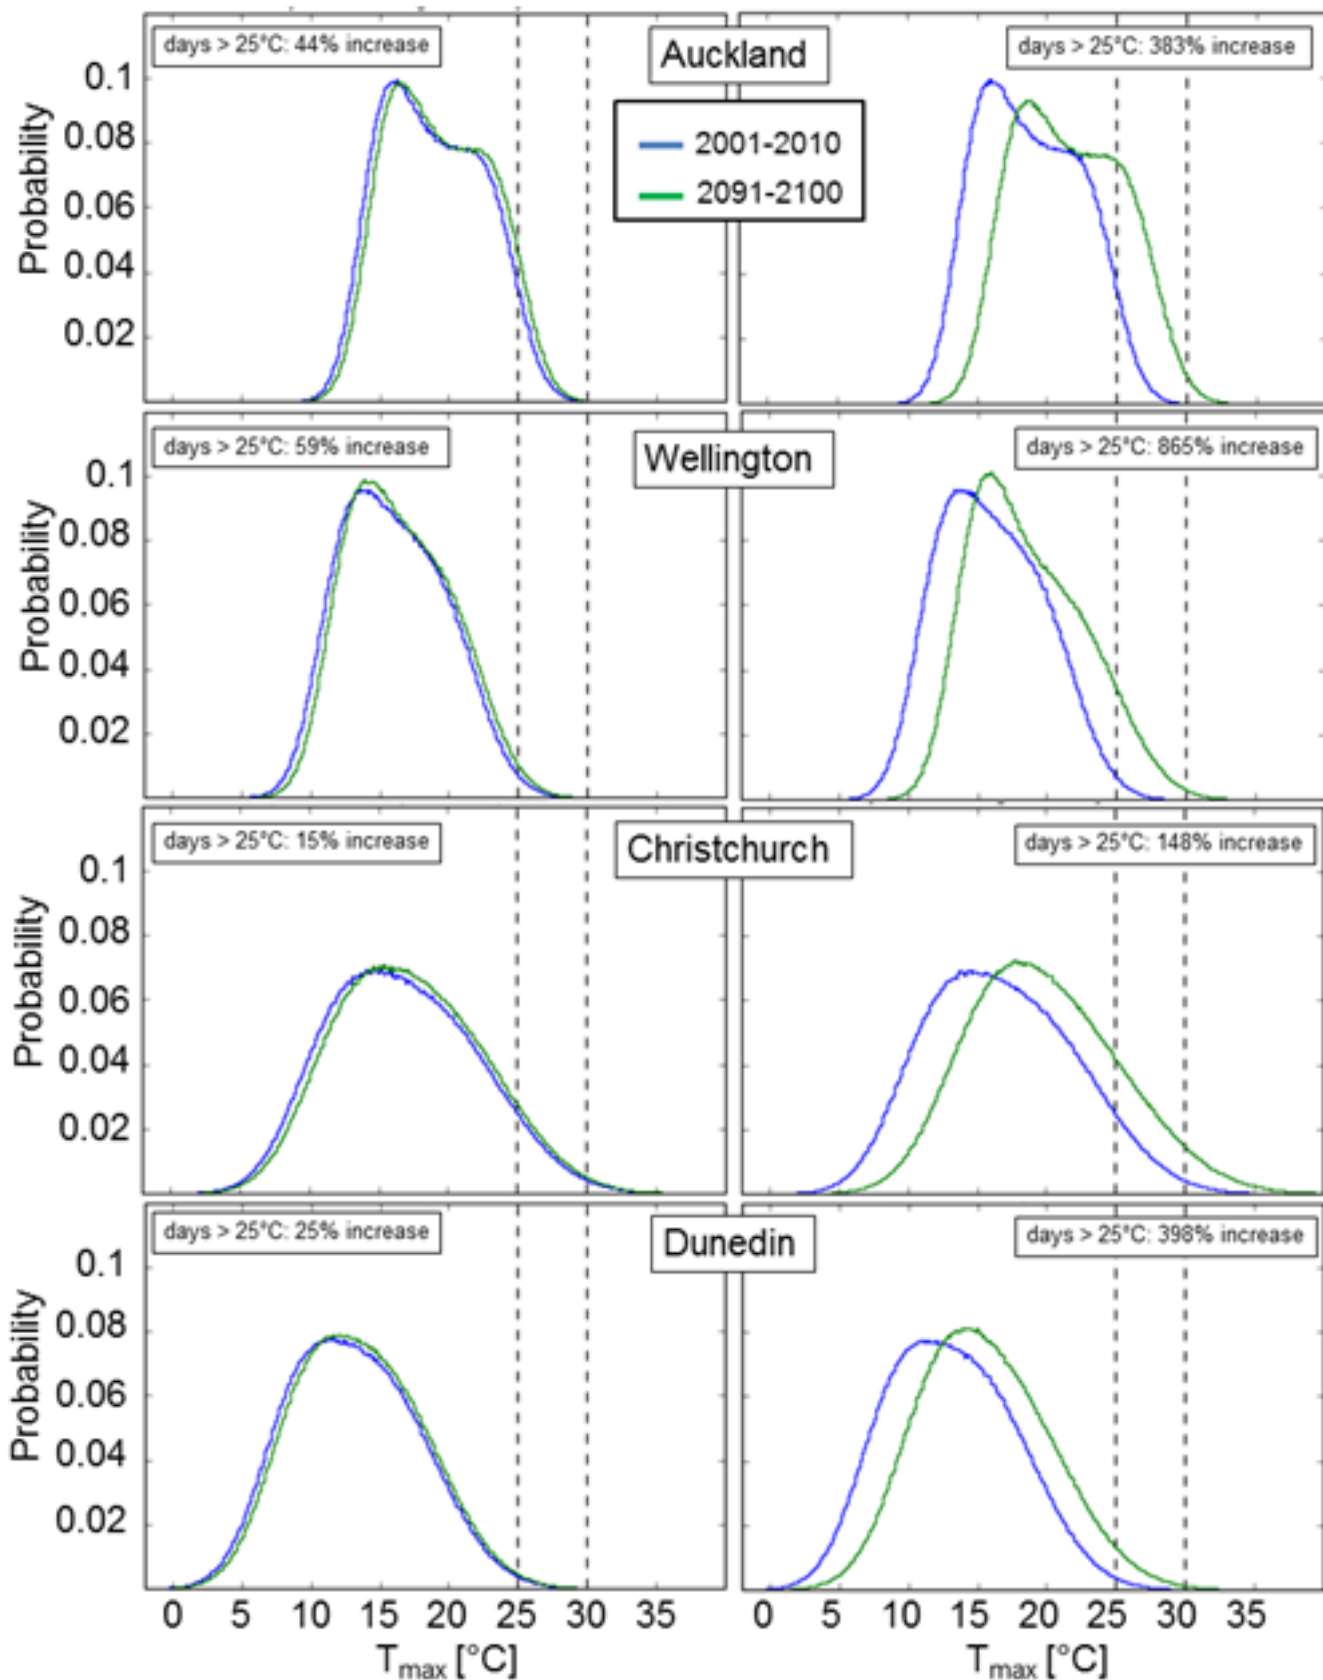 days > 25°C: 44% increase
Auckland
days > 25°C: 383% increase
2001-2010
2091-2100
Probability
0.1
0.08
0.06
0.04
0.02
days > 25°C: 59% increase
Wellington
days > 25°C: 865% increase
Probability
0.1
0.08
0.06
0.04
0.02
days > 25°C: 15% increase
Christchurch
days > 25°C: 148% increase
Probability
0.1
0.08
0.06
0.04
0.02
days > 25°C: 25% increase
Dunedin
days > 25°C: 398% increase
Probability
0.1
0.08
0.06
0.04
0.02
0 5 10 15 20 25 30 35 0 5 10 15 20 25 30 35
Tmax [°C] Tmax [°C]